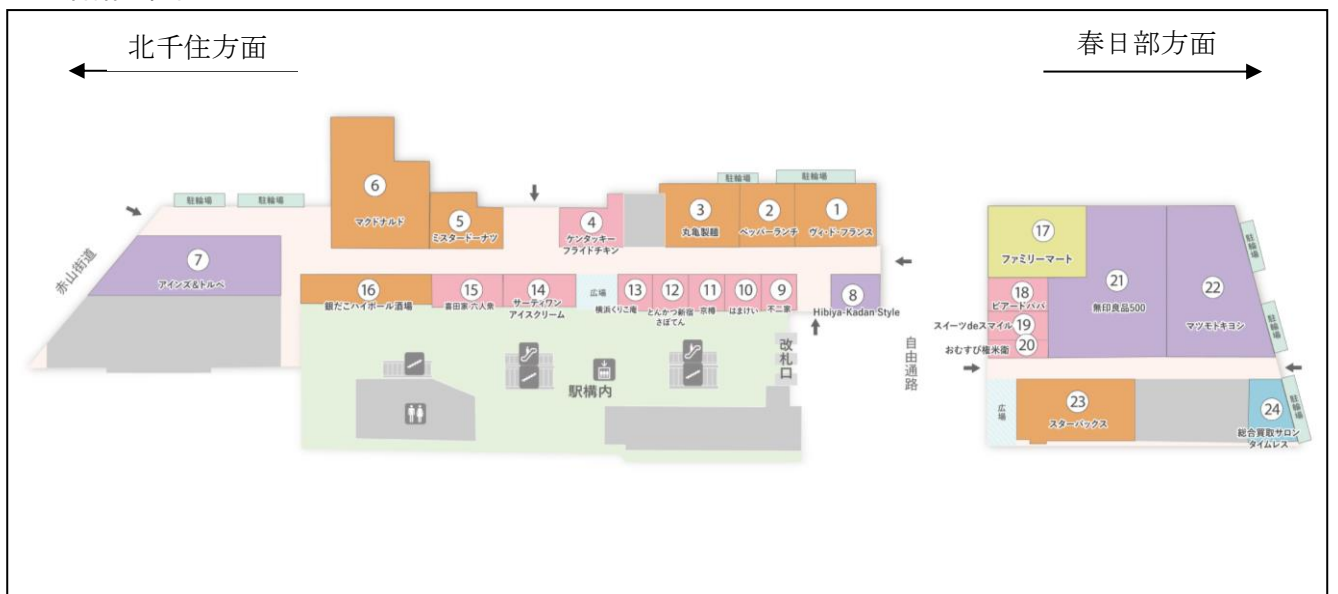 北千住方面
春日部方面
駐輪場
駐輪場
駐輪場
駐輪場
6
マクドナルド
5
ミスタードーナツ
4
ケンタッキー
フライドチキン
3
丸亀製麺
2
ペッパーランチ
1
ヴィ・ド・フランス
赤山街道
7
アインズ&トルペ
16
銀だこハイボール酒場
15
喜田家・六人衆
14
サーティワン
アイスクリーム
広場
13
横浜くりこ庵
12
とんかつ新宿
さぼてん
11
京樽
10
はまけい
9
不二家
8
Hibiya-Kadan Style
改札口
自由通路
駅構内
17
ファミリーマート
18
ビアードパパ
スイーツdeスマイル
19
おむすび権米衛
20
21
無印良品500
22
マツモトキヨシ
駐輪場
駐輪場
駐輪場
広場
23
スターバックス
24
総合買取サロン
タイムレス